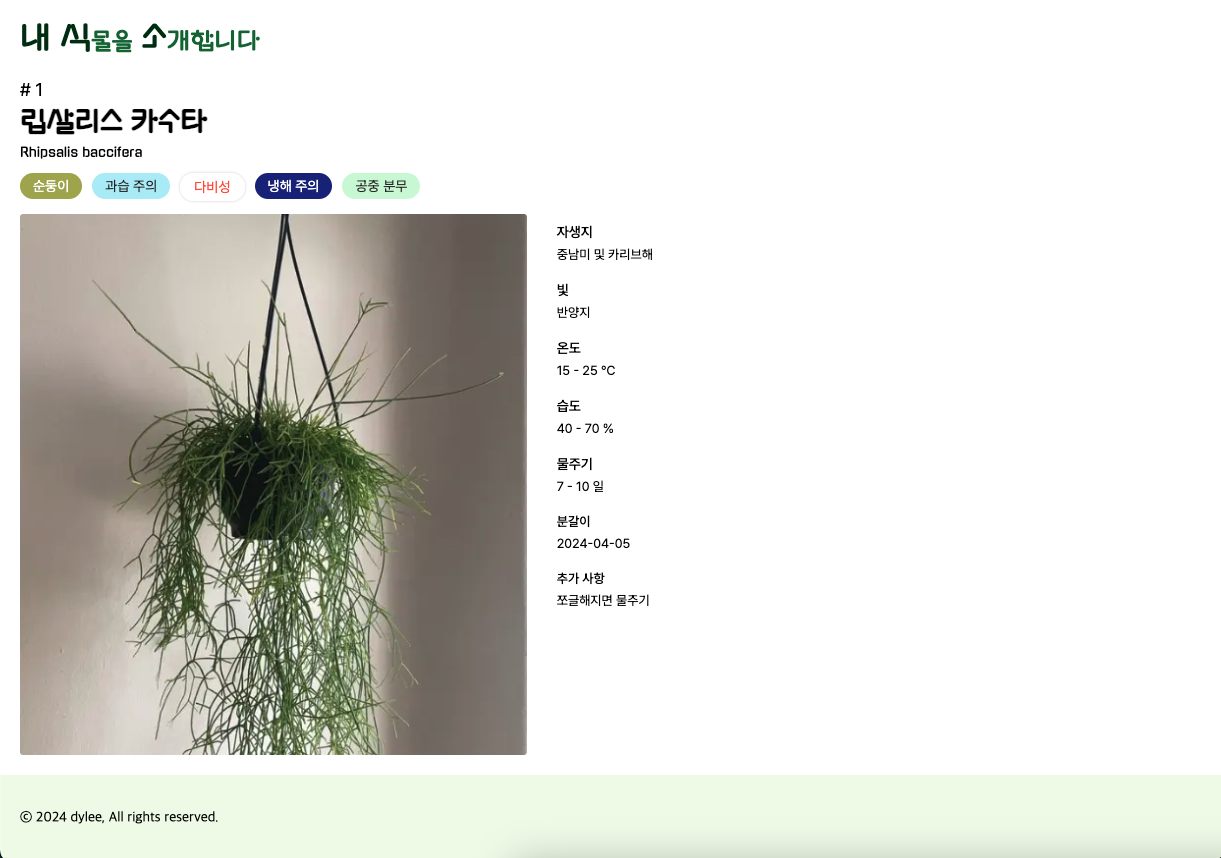 내 식물을 소개합니다
# 1
립살리스 카수타
Rhipsalis baccifera
순둥이 과습 주의 다비성 냉해 주의 공중 분무
자생지
중남미 및 카리브해
빛
반양지
온도
15 - 25 °C
습도
40 - 70 %
물주기
7 - 10 일
분갈이
2024-04-05
추가 사항
쪼글해지면 물주기
© 2024 dylee, All rights reserved.